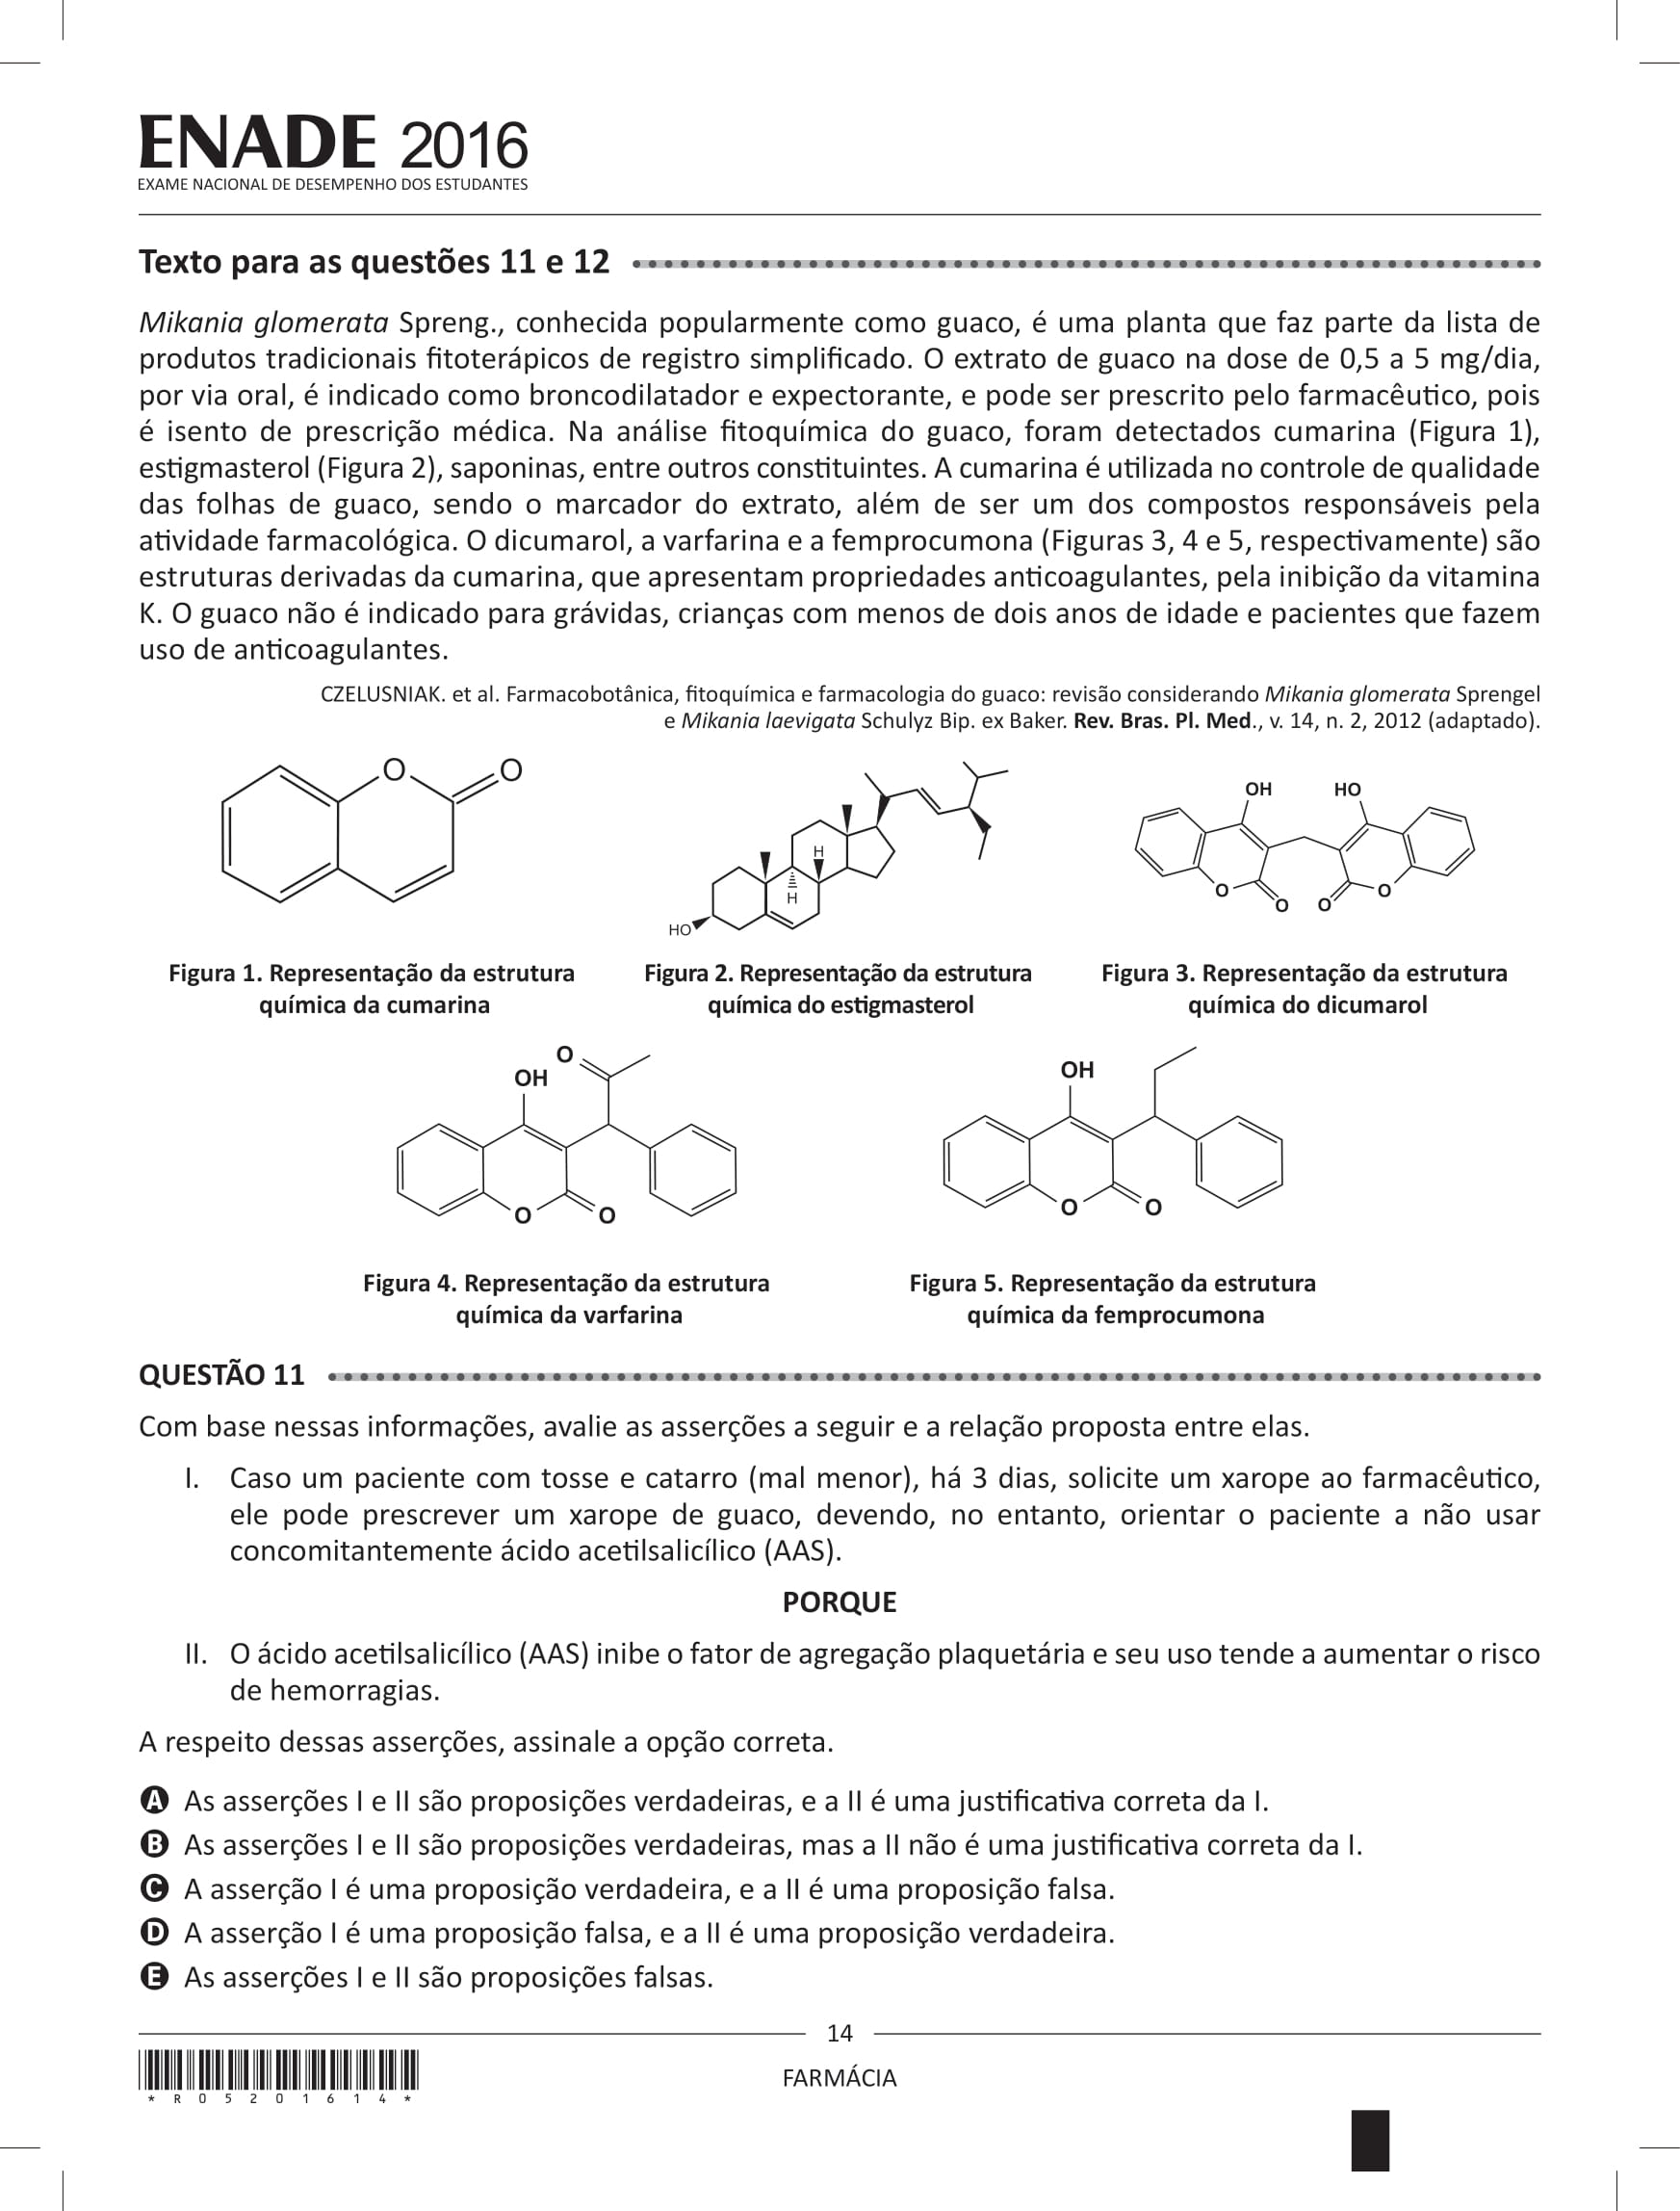 ENADE 2016
EXAME NACIONAL DE DESEMPENHO DOS ESTUDANTES
Texto para as questões 11 e 12
Mikania glomerata Spreng., conhecida popularmente como guaco, é uma planta que faz parte da lista de
produtos tradicionais fitoterápicos de registro simplificado. O extrato de guaco na dose de 0,5 a 5 mg/dia,
por via oral, é indicado como broncodilatador e expectorante, e pode ser prescrito pelo farmacêutico, pois
é isento de prescrição médica. Na análise fitoquímica do guaco, foram detectados cumarina (Figura 1),
estigmasterol (Figura 2), saponinas, entre outros constituintes. A cumarina é utilizada no controle de qualidade
das folhas de guaco, sendo o marcador do extrato, além de ser um dos compostos responsáveis pela
atividade farmacológica. O dicumarol, a varfarina e a femprocumona (Figuras 3, 4 e 5, respectivamente) são
estruturas derivadas da cumarina, que apresentam propriedades anticoagulantes, pela inibição da vitamina
K. O guaco não é indicado para grávidas, crianças com menos de dois anos de idade e pacientes que fazem
uso de anticoagulantes.
CZELUSNIAK. et al. Farmacobotânica, fitoquímica e farmacologia do guaco: revisão considerando Mikania glomerata Sprengel
e Mikania laevigata Schulyz Bip. ex Baker. Rev. Bras. Pl. Med., v. 14, n. 2, 2012 (adaptado).
O O
H H HO
OH HO O O O O
Figura 1. Representação da estrutura
química da cumarina
Figura 2. Representação da estrutura
química do estigmasterol
Figura 3. Representação da estrutura
química do dicumarol
O OH O O
OH O O
Figura 4. Representação da estrutura
química da varfarina
Figura 5. Representação da estrutura
química da femprocumona
QUESTÃO 11
Com base nessas informações, avalie as asserções a seguir e a relação proposta entre elas.
I. Caso um paciente com tosse e catarro (mal menor), há 3 dias, solicite um xarope ao farmacêutico,
ele pode prescrever um xarope de guaco, devendo, no entanto, orientar o paciente a não usar
concomitantemente ácido acetilsalicílico (AAS).
PORQUE
II. O ácido acetilsalicílico (AAS) inibe o fator de agregação plaquetária e seu uso tende a aumentar o risco
de hemorragias.
A respeito dessas asserções, assinale a opção correta.
A As asserções I e II são proposições verdadeiras, e a II é uma justificativa correta da I.
B As asserções I e II são proposições verdadeiras, mas a II não é uma justificativa correta da I.
C A asserção I é uma proposição verdadeira, e a II é uma proposição falsa.
D A asserção I é uma proposição falsa, e a II é uma proposição verdadeira.
E As asserções I e II são proposições falsas.
14
FARMÁCIA
* R 0 5 2 0 1 6 1 4 *